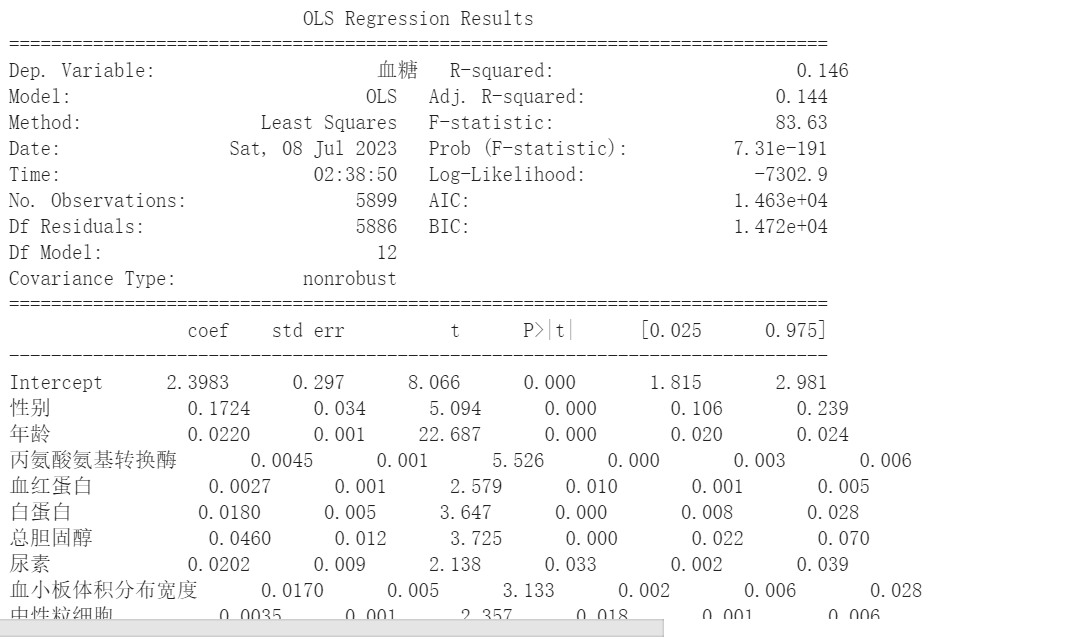 OLS Regression Results
==============================================================================
Dep. Variable: 血糖 R-squared: 0.146
Model: OLS Adj. R-squared: 0.144
Method: Least Squares F-statistic: 83.63
Date: Sat, 08 Jul 2023 Prob (F-statistic): 7.31e-191
Time: 02:38:50 Log-Likelihood: -7302.9
No. Observations: 5899 AIC: 1.463e+04
Df Residuals: 5886 BIC: 1.472e+04
Df Model: 12
Covariance Type: nonrobust
==============================================================================
coef std err t P>|t| [0.025 0.975]
------------------------------------------------------------------------------
Intercept 2.3983 0.297 8.066 0.000 1.815 2.981
性别 0.1724 0.034 5.094 0.000 0.106 0.239
年龄 0.0220 0.001 22.687 0.000 0.020 0.024
丙氨酸氨基转换酶 0.0045 0.001 5.526 0.000 0.003 0.006
血红蛋白 0.0027 0.001 2.579 0.010 0.001 0.005
白蛋白 0.0180 0.005 3.647 0.000 0.008 0.028
总胆固醇 0.0460 0.012 3.725 0.000 0.022 0.070
尿素 0.0202 0.009 2.138 0.033 0.002 0.039
血小板体积分布宽度 0.0170 0.005 3.133 0.002 0.006 0.028
中性粒细胞 0.0035 0.001 2.357 0.018 0.001 0.006